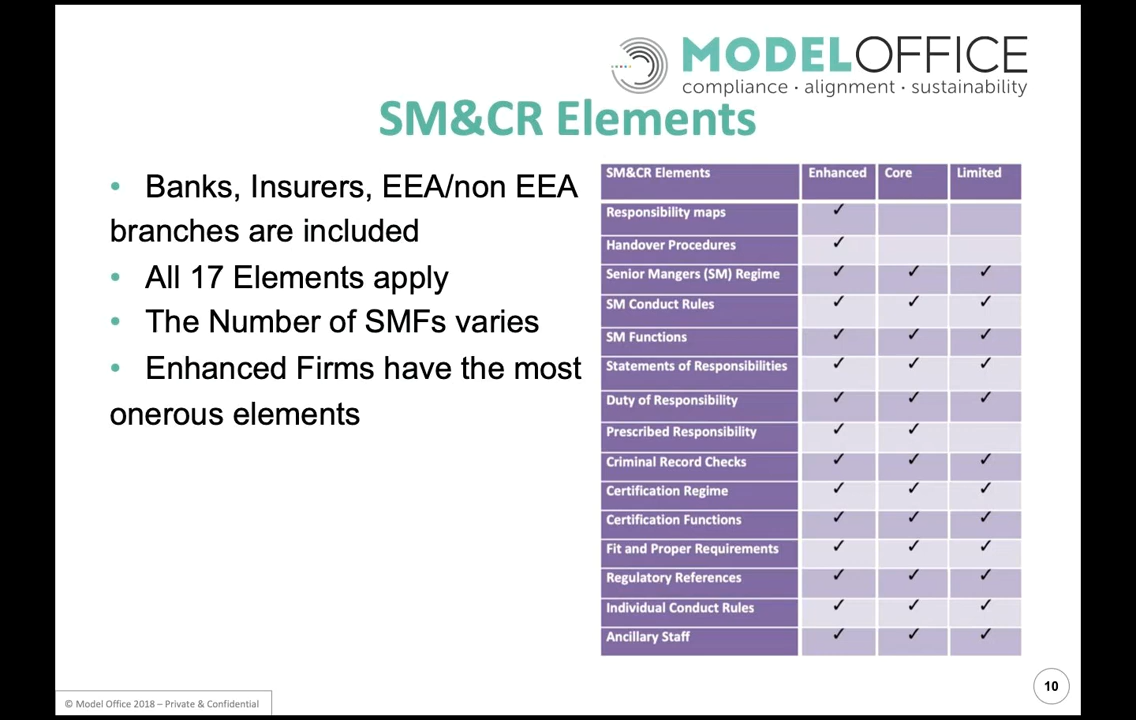 MODELOFFICE
compliance · alignment · sustainability
SM&CR Elements
• Banks, Insurers, EEA/non EEA
branches are included
• All 17 Elements apply
• The Number of SMFs varies
• Enhanced Firms have the most
onerous elements
SM&CR Elements Enhanced Core Limited
Responsibility maps ✓
Handover Procedures ✓
Senior Mangers (SM) Regime ✓ ✓ ✓
SM Conduct Rules ✓ ✓ ✓
SM Functions ✓ ✓ ✓
Statements of Responsibilities ✓ ✓ ✓
Duty of Responsibility ✓ ✓ ✓
Prescribed Responsibility ✓ ✓
Criminal Record Checks ✓ ✓ ✓
Certification Regime ✓ ✓ ✓
Certification Functions ✓ ✓ ✓
Fit and Proper Requirements ✓ ✓ ✓
Regulatory References ✓ ✓ ✓
Individual Conduct Rules ✓ ✓ ✓
Ancillary Staff ✓ ✓ ✓
© Model Office 2018 – Private & Confidential
10